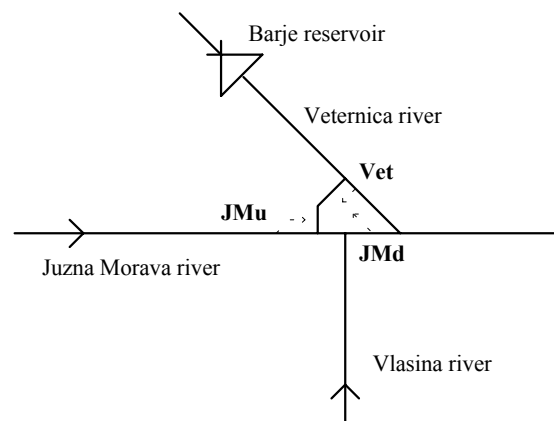 Barje reservoir
Veternica river
Vet
JMu
JMd
Juzna Morava river
Vlasina river